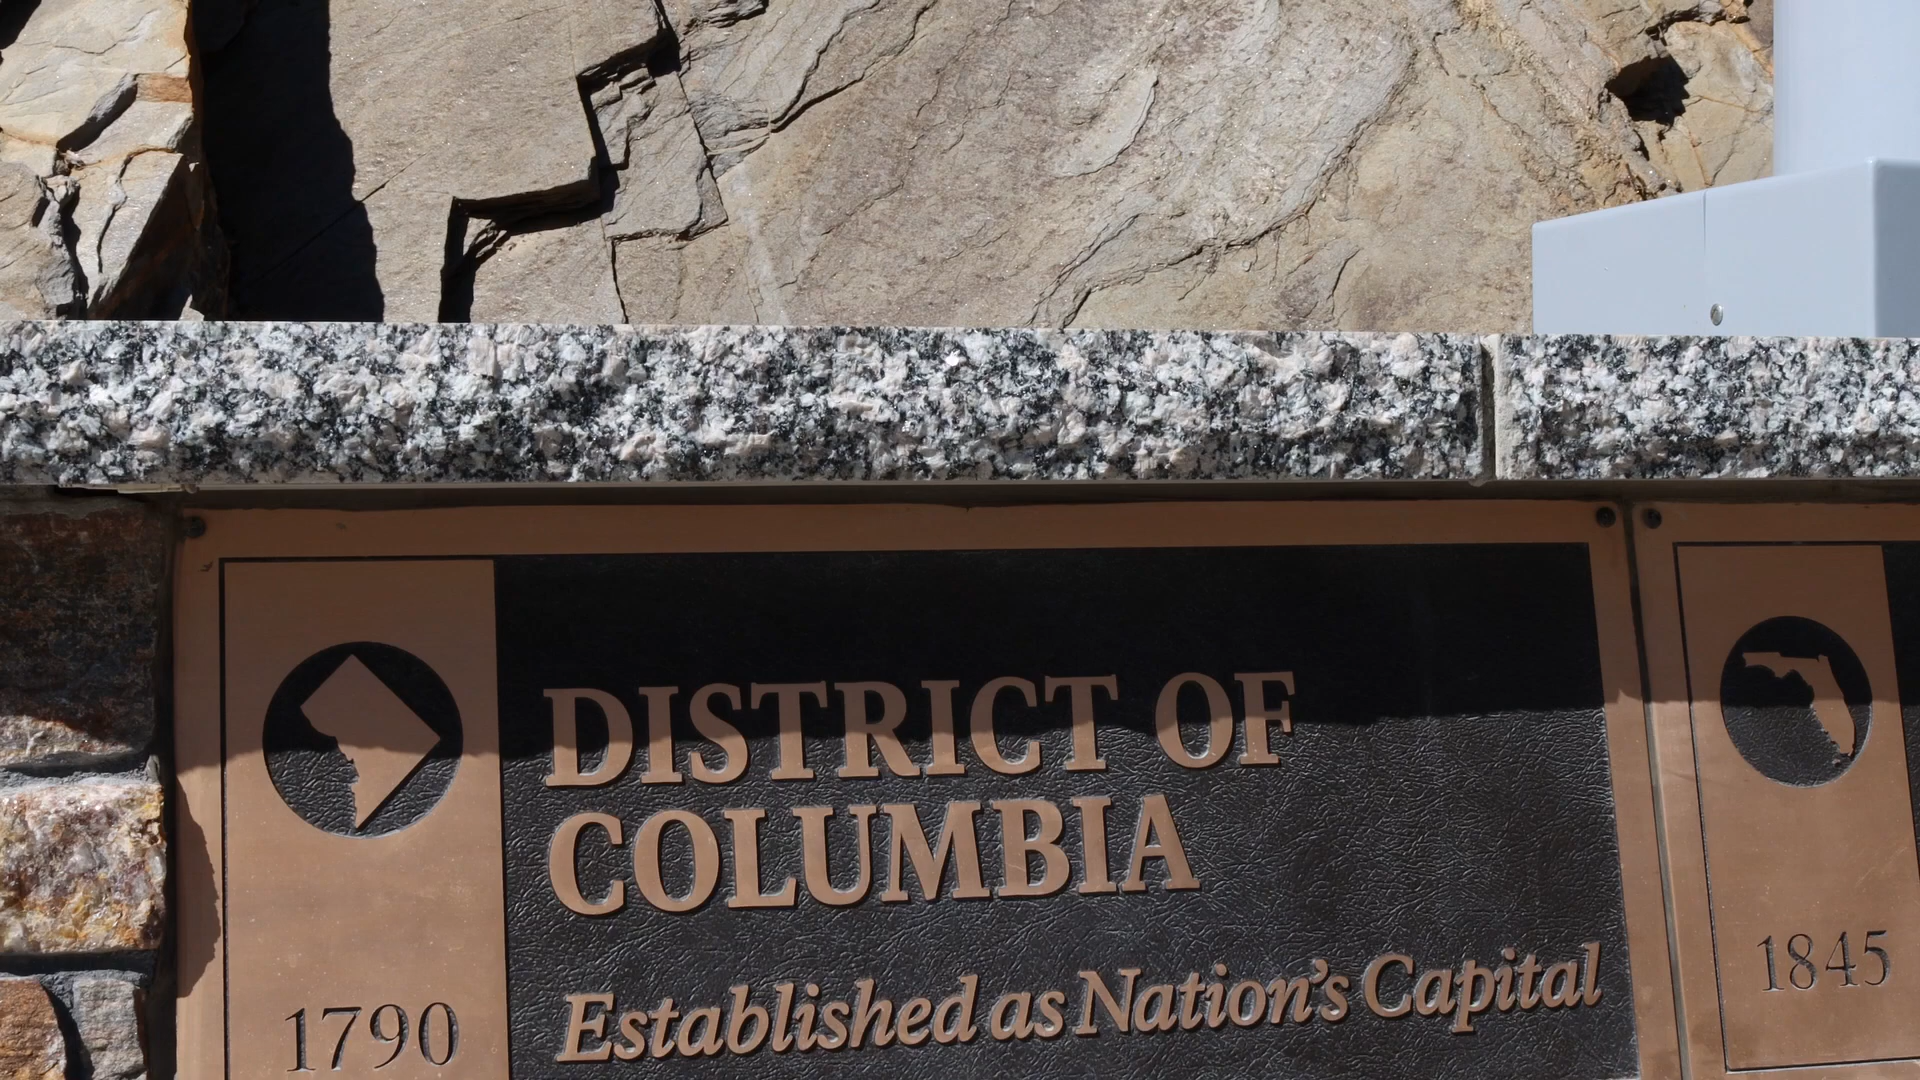 DISTRICT OF
COLUMBIA
Established as Nation's Capital
1790
1845